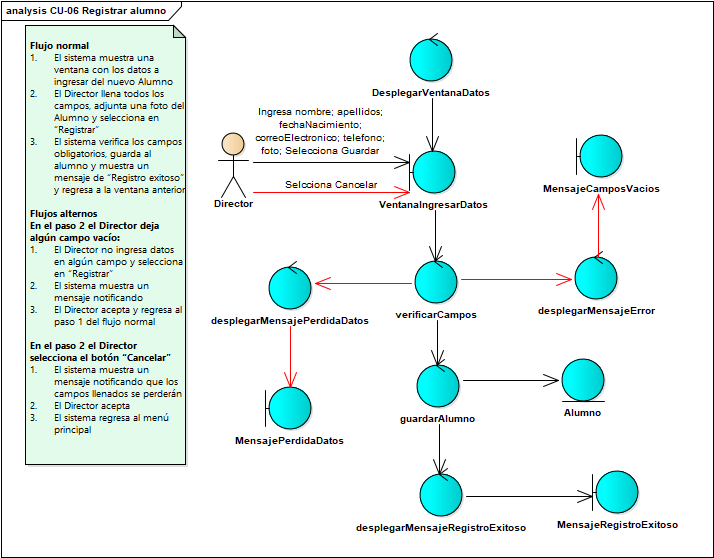 analysis CU-06 Registrar alumno
Flujo normal
1. El sistema muestra una
ventana con los datos a
ingresar del nuevo Alumno
2. El Director llena todos los
campos, adjunta una foto del
Alumno y selecciona en
“Registrar”
3. El sistema verifica los campos
obligatorios, guarda al
alumno y muestra un
mensaje de “Registro exitoso”
y regresa a la ventana anterior
Flujos alternos
En el paso 2 el Director deja
algún campo vacío:
1. El Director no ingresa datos
en algún campo y selecciona
en “Registrar”
2. El sistema muestra un
mensaje notificando
3. El Director acepta y regresa al
paso 1 del flujo normal
En el paso 2 el Director
selecciona el botón “Cancelar”
1. El sistema muestra un
mensaje notificando que los
campos llenados se perderán
2. El Director acepta
3. El sistema regresa al menú
principal
DesplegarVentanaDatos
Ingresa nombre; apellidos;
fechaNacimiento;
correoElectronico; telefono;
foto; Selecciona Guardar
Selcciona Cancelar
Director
VentanaIngresarDatos
MensajeCamposVacios
desplegarMensajePerdidaDatos
verificarCampos
desplegarMensajeError
MensajePerdidaDatos
guardarAlumno
Alumno
desplegarMensajeRegistroExitoso
MensajeRegistroExitoso